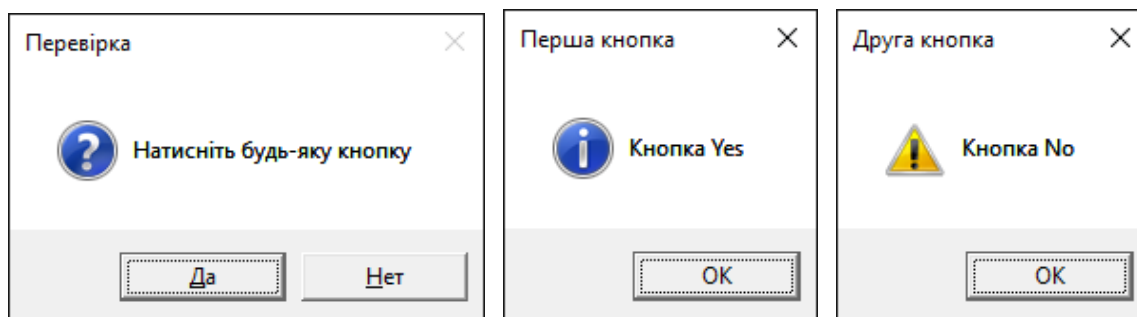 Перевірка
Натисніть будь-яку кнопку
Да
Нет
Перша кнопка
Кнопка Yes
OK
Друга кнопка
Кнопка No
OK